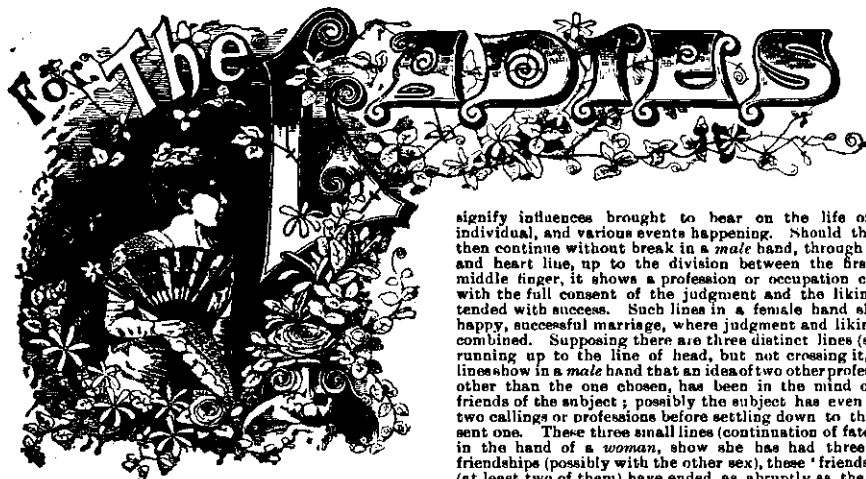 For The LADIES
signify influences brought to bear on the life of
individual, and various events happening. Should th
then continue without break in a male hand, through
and heart line, up to the division between the firs
middle finger, it shows a profession or occupation c
with the full consent of the judgment and the likin
tended with success. Such lines in a female hand s
happy, successful marriage, where judgment and likin
combined. Supposing there are three distinct lines (
running up to the line of head, but not crossing it,
lines show in a male hand that an idea of two other profes
other than the one chosen, has been in the mind o
friends of the subject; possibly the subject has even
two callings or professions before settling down to th
sent one. These three small lines (continuation of fate
in the hand of a woman, show she has had three
friendships (possibly with the other sex), these 'friends
(at least two of them) have ended as abruptly as the